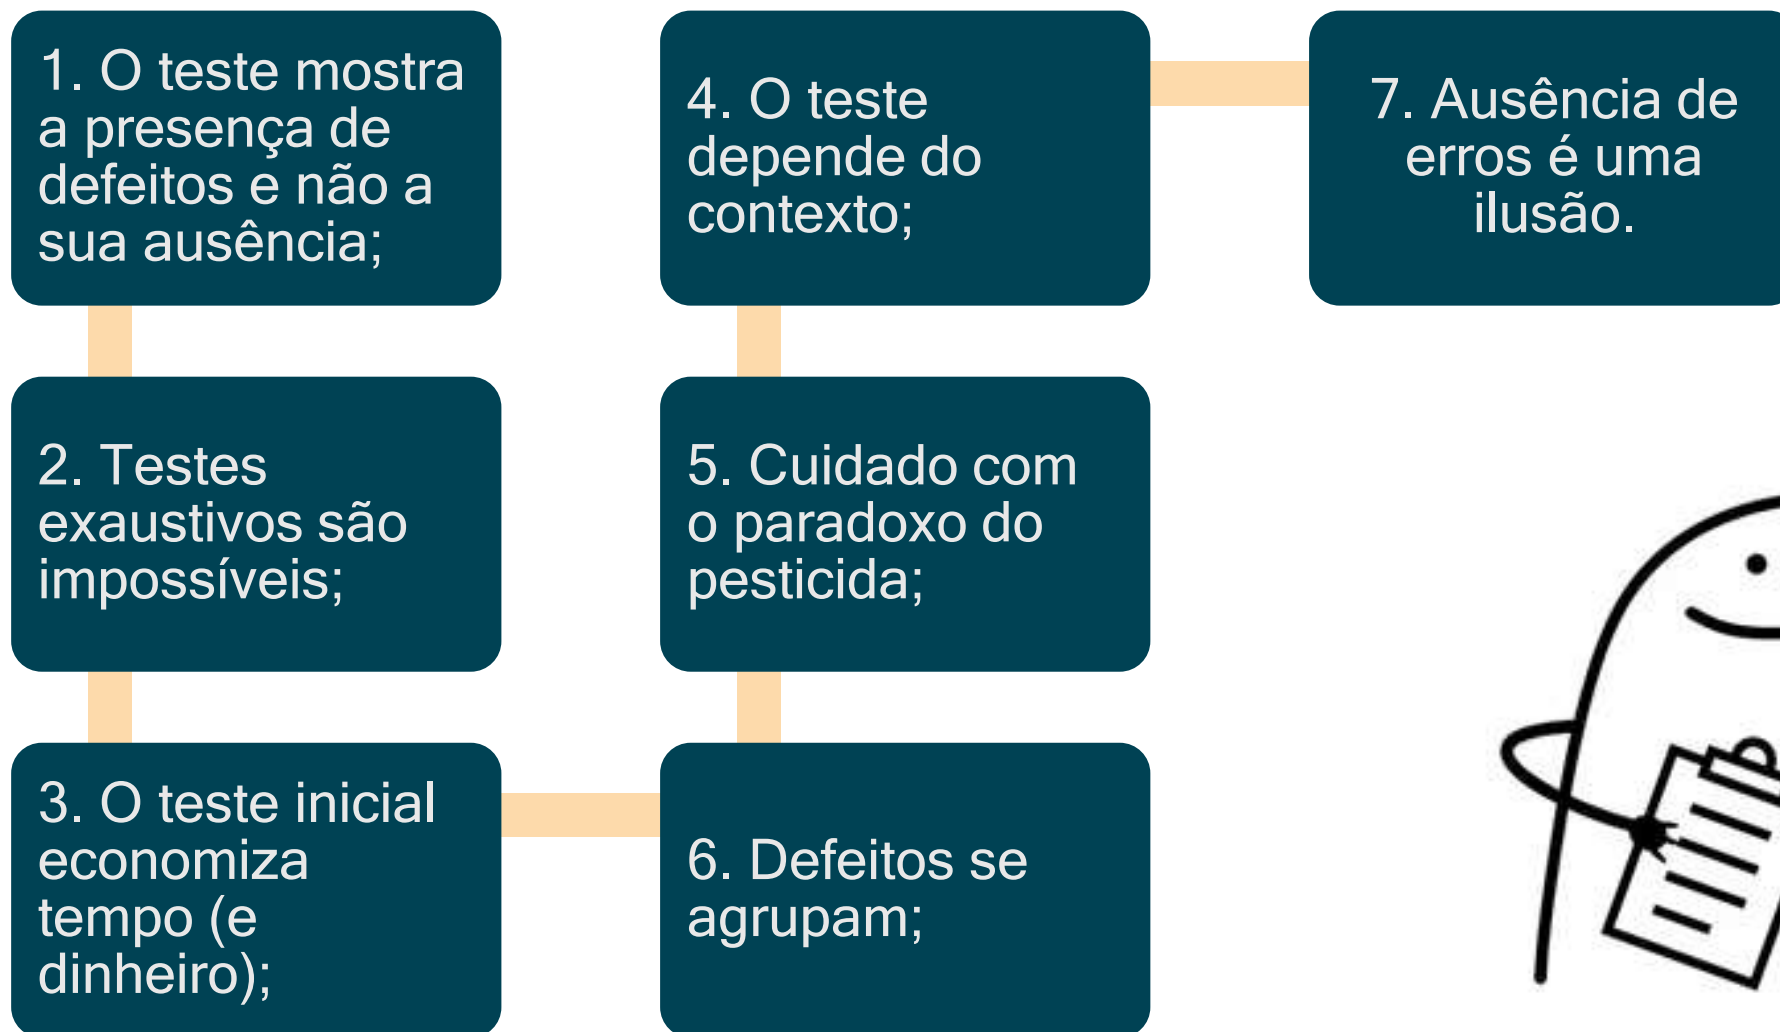 1. O teste mostra
a presença de
defeitos e não a
sua ausência;
2. Testes
exaustivos são
impossíveis;
3. O teste inicial
economiza
tempo (e
dinheiro);
4. O teste
depende do
contexto;
5. Cuidado com
o paradoxo do
pesticida;
6. Defeitos se
agrupam;
7. Ausência de
erros é uma
ilusão.